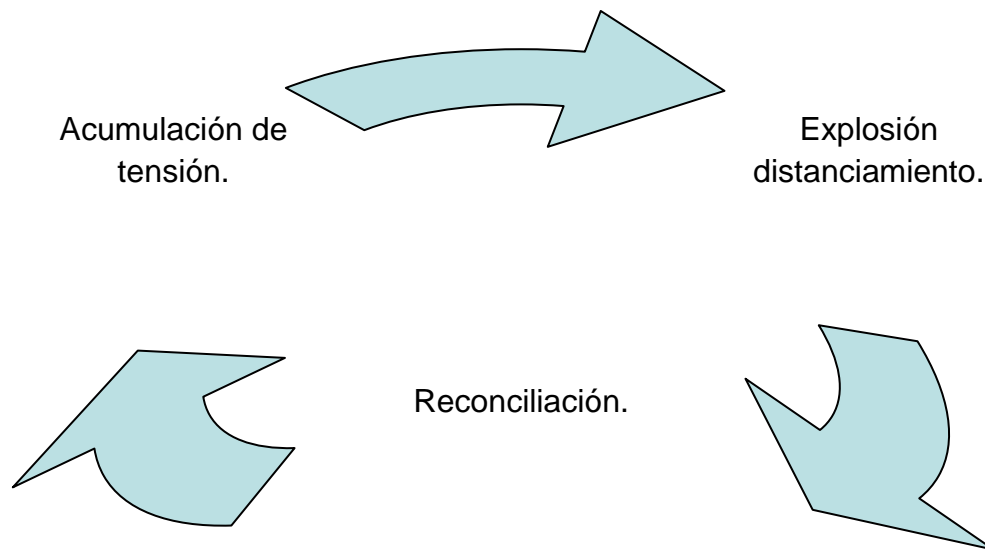 Acumulación de
tensión.
Explosión
distanciamiento.
Reconciliación.